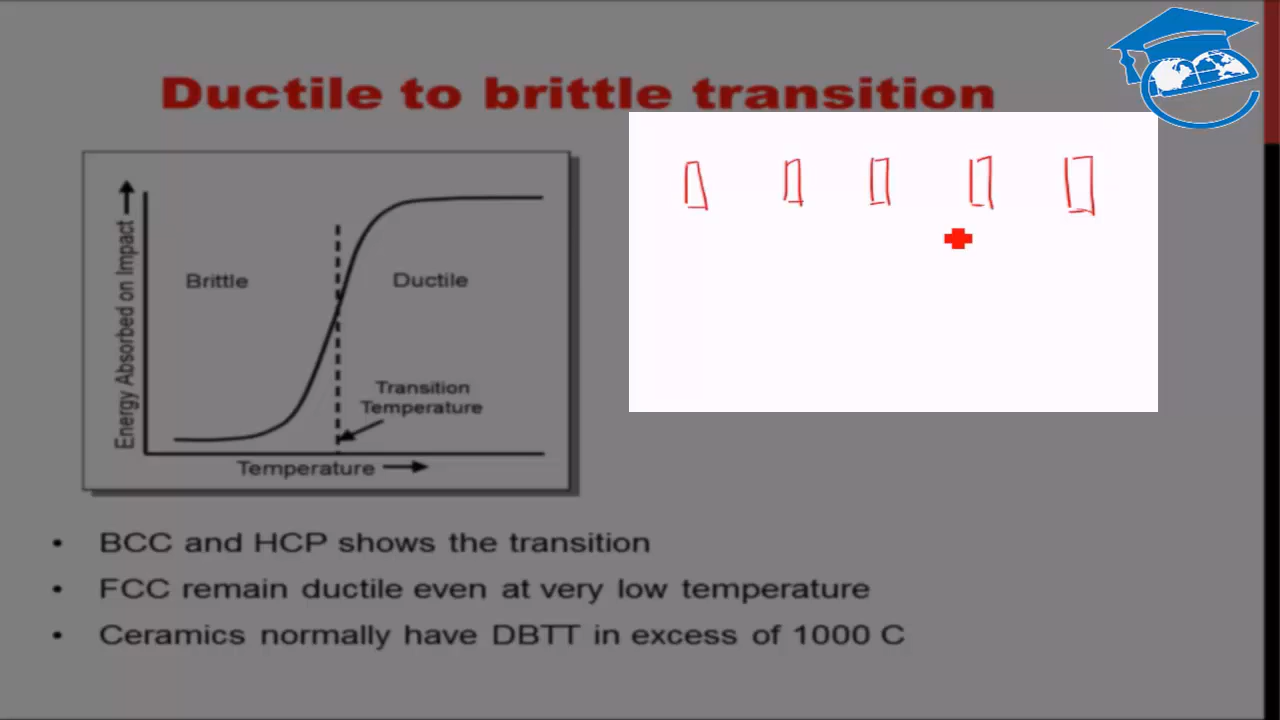 Ductile to brittle transition
Energy Absorbed on Impact
Brittle
Ductile
Transition
Temperature
Temperature
• BCC and HCP shows the transition
• FCC remain ductile even at very low temperature
• Ceramics normally have DBTT in excess of 1000 C